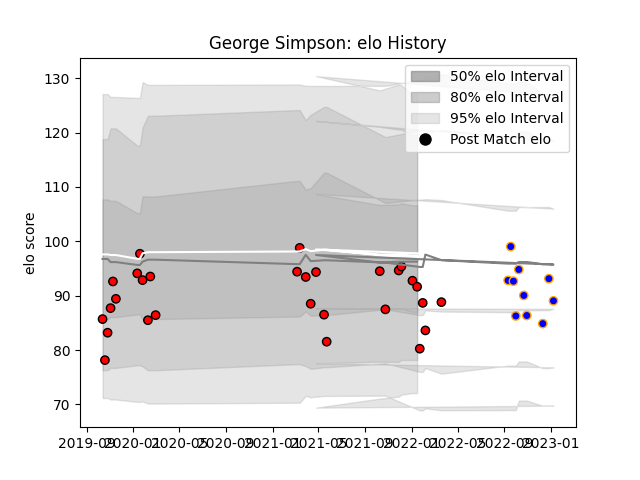 George Simpson: elo History
elo score
130
120
110
100
90
80
70
50% elo Interval
80% elo Interval
95% elo Interval
Post Match elo
2019-09 2020-01 2020-05 2020-09 2021-01 2021-05 2021-09 2022-01 2022-05 2022-09 2023-01